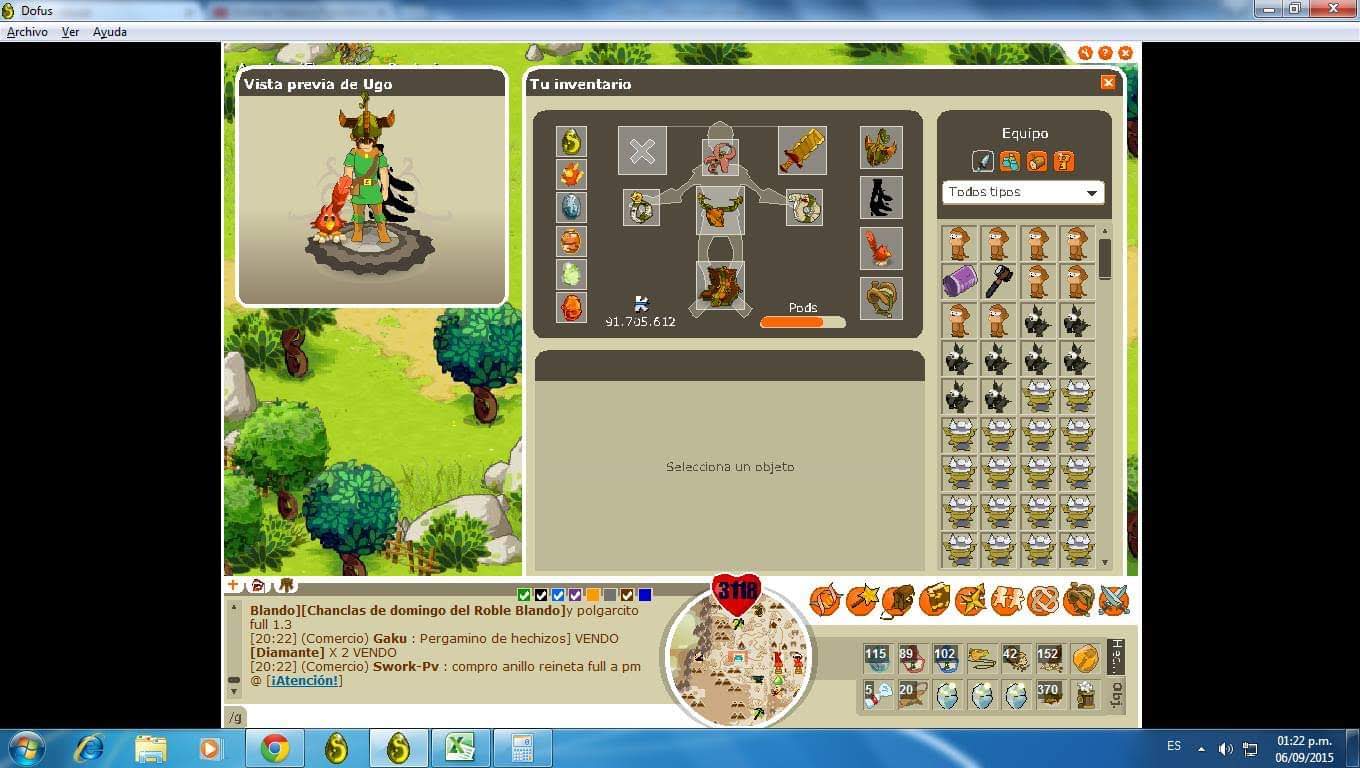 Dofus
Archivo Ver Ayuda
Vista previa de Ugo
Tu inventario
Equipo
Todos tipos
91.705.612
Pods
Selecciona un objeto
Blando][Chanclas de domingo del Roble Blando]y polgarcito
full 1.3
[20:22] (Comercio) Gaku : Pergamino de hechizos] VENDO
[Diamante] X 2 VENDO
[20:22] (Comercio) Swork-Pv : compro anillo reineta full a pm
@ [¡Atención!]
/g
3118
115 89 102 42 152
5 20 370
Hec...
Obj.
ES
01:22 p.m.
06/09/2015